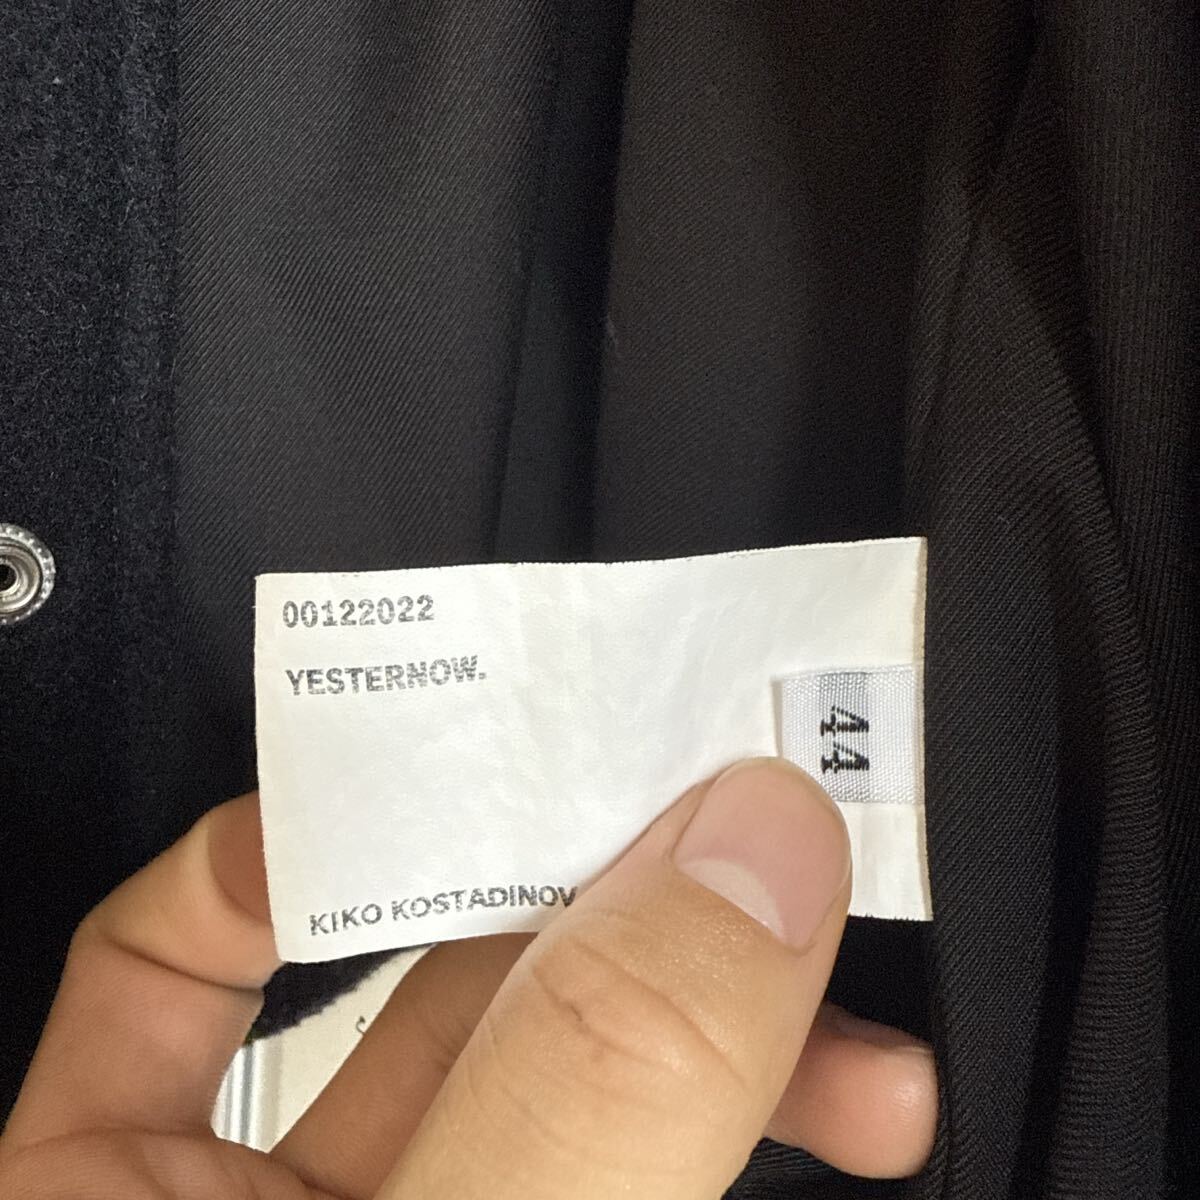 00122022
YESTERNOW.
44
KIKO KOSTADINOV